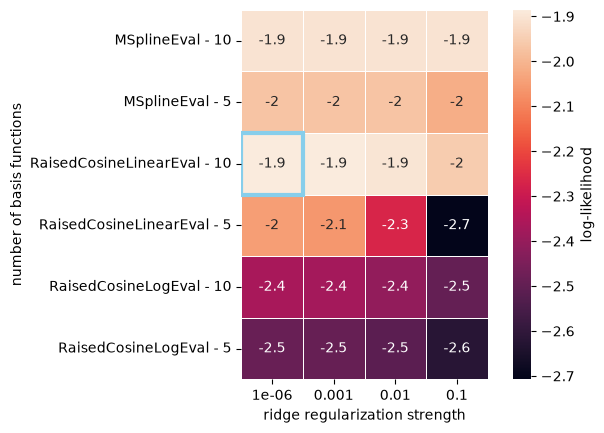 MSplineEval - 10 -1.9 -1.9 -1.9 -1.9
MSplineEval - 5 -2 -2 -2 -2
RaisedCosineLinearEval - 10 -1.9 -1.9 -1.9 -2
RaisedCosineLinearEval - 5 -2 -2.1 -2.3 -2.7
RaisedCosineLogEval - 10 -2.4 -2.4 -2.4 -2.5
RaisedCosineLogEval - 5 -2.5 -2.5 -2.5 -2.6
1e-06 0.001 0.01 0.1
ridge regularization strength
number of basis functions
−1.9
−2.0
−2.1
−2.2
−2.3
−2.4
−2.5
−2.6
−2.7
log-likelihood